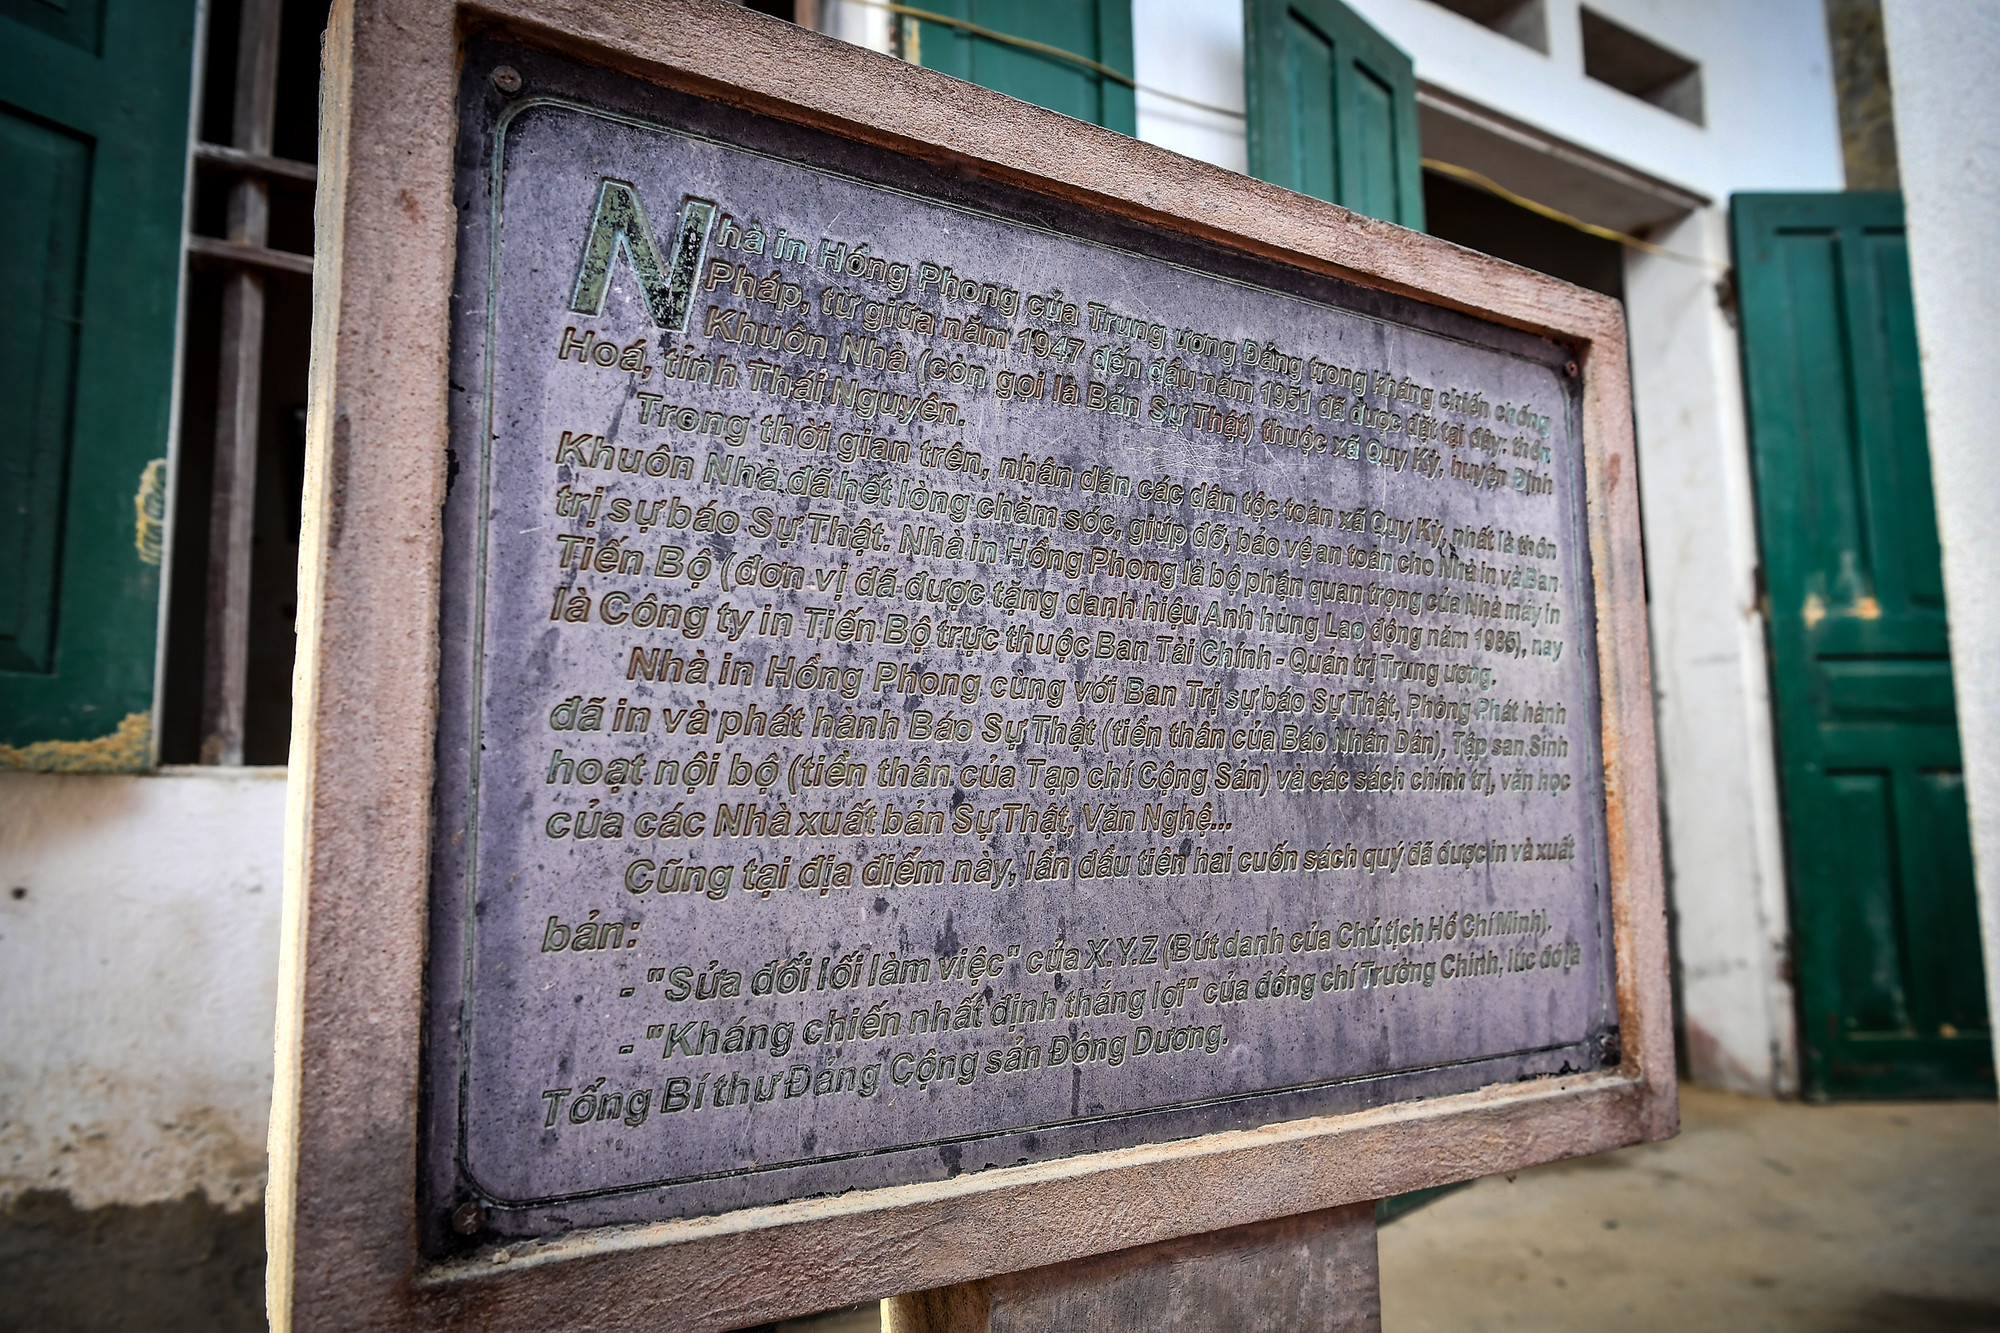 Nhà in Hồng Phong của Trung ương Đảng trong kháng chiến chống
Pháp, từ giữa năm 1947 đến đầu năm 1951 đã được đặt tại đây: thôn
Khuôn Nhà (còn gọi là Bản Sự Thật) thuộc xã Quy Kỳ, huyện Định
Hoá, tỉnh Thái Nguyên.
Trong thời gian trên, nhân dân các dân tộc toàn xã Quy Kỳ, nhất là thôn
Khuôn Nhà đã hết lòng chăm sóc, giúp đỡ, bảo vệ an toàn cho Nhà in và Ban
trị sự báo Sự Thật. Nhà in Hồng Phong là bộ phận quan trọng của Nhà máy in
Tiến Bộ (đơn vị đã được tặng danh hiệu Anh hùng Lao động năm 1985), nay
là Công ty in Tiến Bộ trực thuộc Ban Tài Chính - Quản trị Trung ương.
Nhà in Hồng Phong cùng với Ban Trị sự báo Sự Thật, Phòng Phát hành
đã in và phát hành Báo Sự Thật (tiền thân của Báo Nhân Dân), Tập san Sinh
hoạt nội bộ (tiền thân của Tạp chí Cộng Sản) và các sách chính trị, văn học
của các Nhà xuất bản Sự Thật, Văn Nghệ...
Cũng tại địa điểm này, lần đầu tiên hai cuốn sách quý đã được in và xuất
bản:
- "Sửa đổi lối làm việc" của X.Y.Z (Bút danh của Chủ tịch Hồ Chí Minh).
- "Kháng chiến nhất định thắng lợi" của đồng chí Trường Chinh, lúc đó là
Tổng Bí thư Đảng Cộng sản Đông Dương.